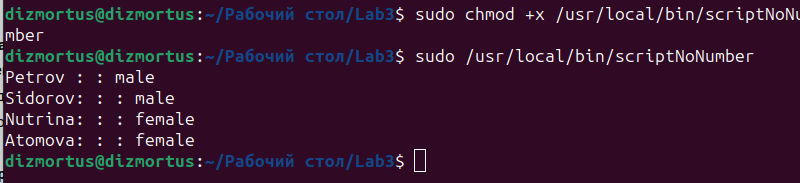 dizmortus@dizmortus:~/Рабочий стол/Lab3$ sudo chmod +x /usr/local/bin/scriptNoNu
mber
dizmortus@dizmortus:~/Рабочий стол/Lab3$ sudo /usr/local/bin/scriptNoNumber
Petrov : : male
Sidorov: : : male
Nutrina: : : female
Atomova: : : female
dizmortus@dizmortus:~/Рабочий стол/Lab3$